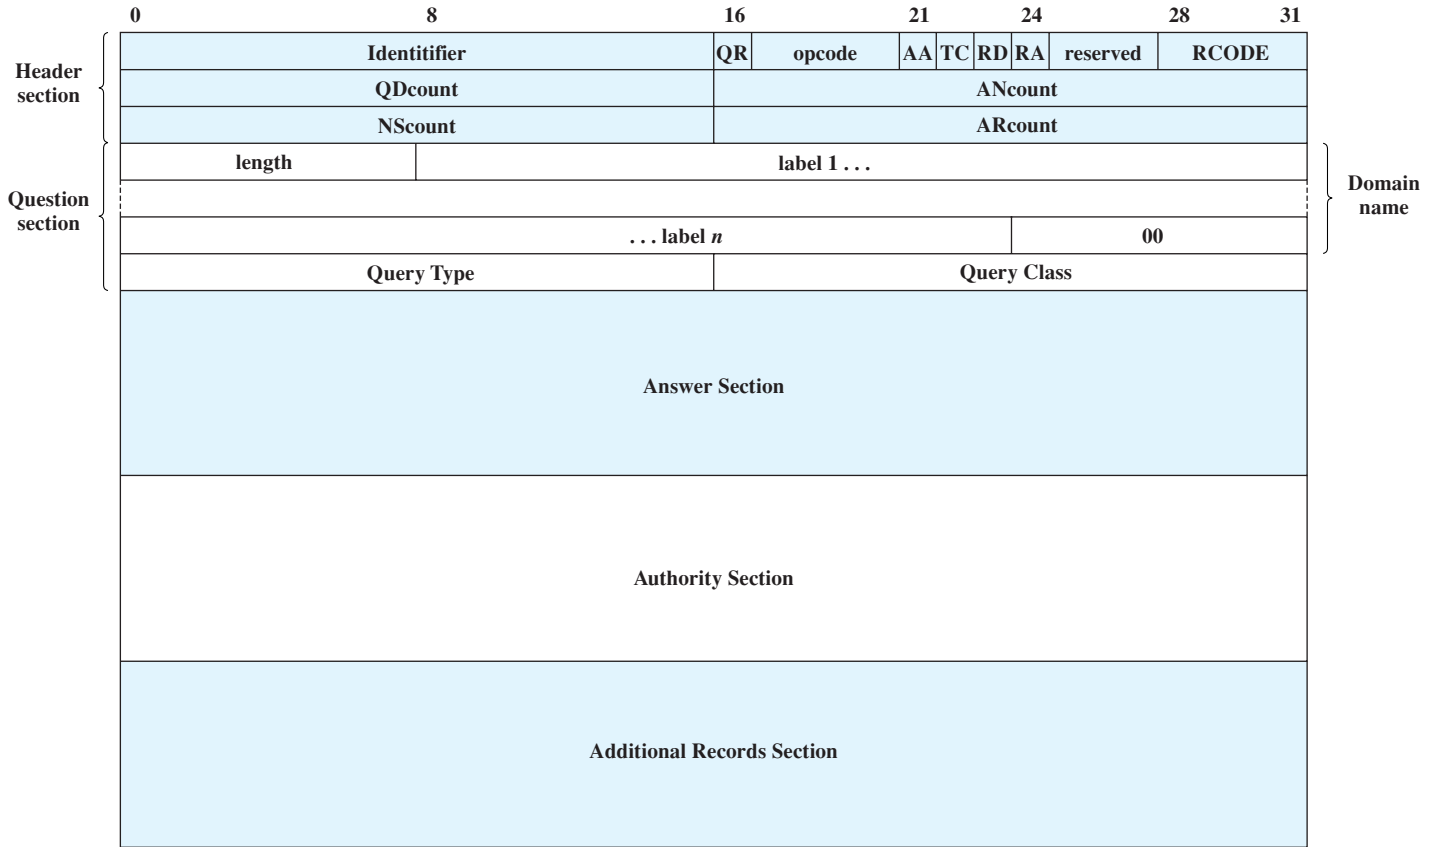 0 8 16 21 24 28 31
Identitifier QR opcode AA TC RD RA reserved RCODE
Header
section
QDcount ANcount
NScount ARcount
length label 1 . . .
Question
section
Domain
name
. . . label n 00
Query Type Query Class
Answer Section
Authority Section
Additional Records Section